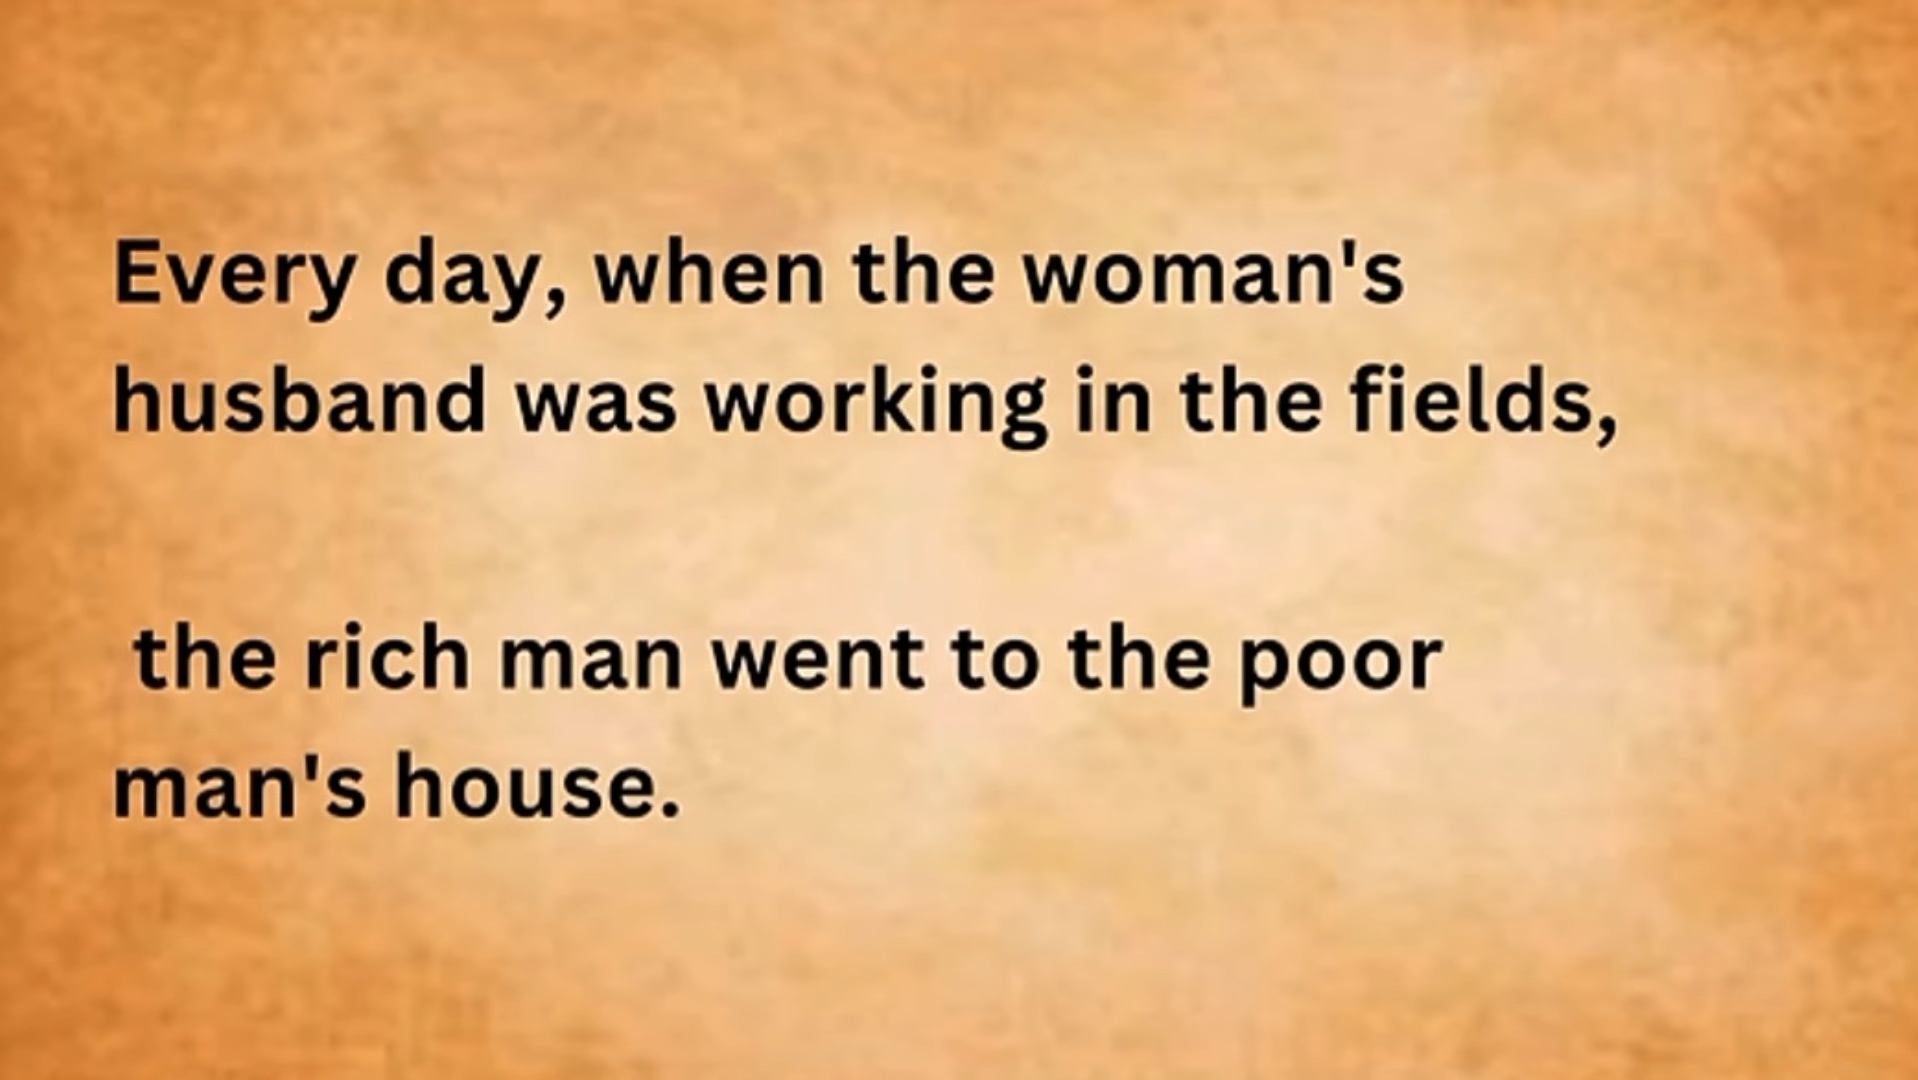 Every day, when the woman's
husband was working in the fields,
the rich man went to the poor
man's house.